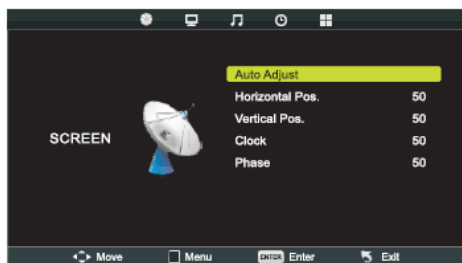 SCREEN
Auto Adjust
Horizontal Pos. 50
Vertical Pos. 50
Clock 50
Phase 50
Move Menu ENTER Enter Exit